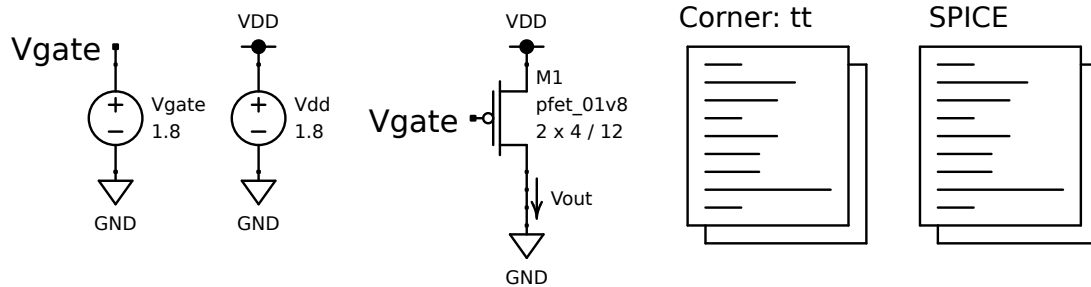 Corner: tt
SPICE
VDD
VDD
Vgate
M1
pfet_01v8
2 x 4 / 12
Vgate
1.8
Vdd
1.8
Vgate
Vout
GND
GND
GND